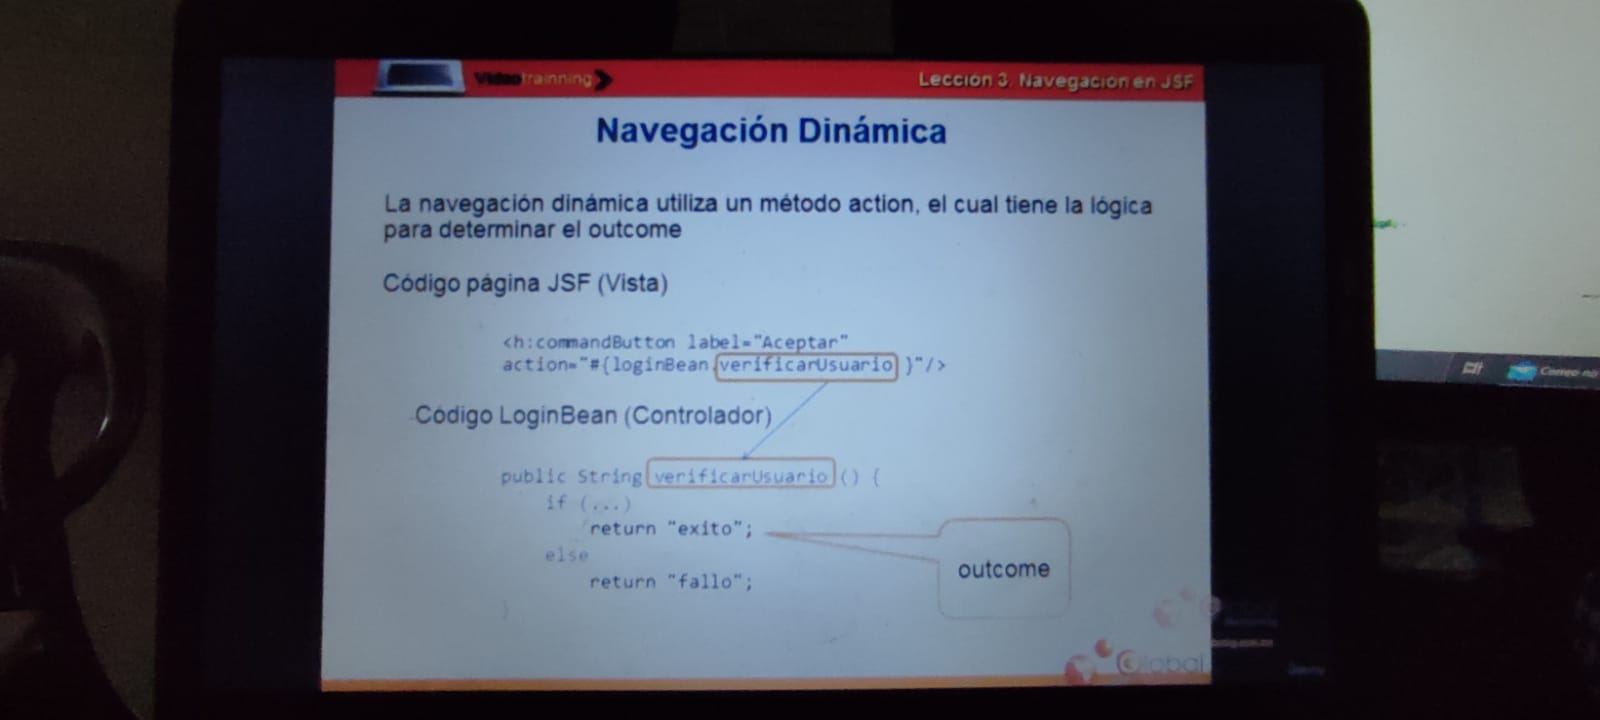 Videotrainning
Lección 3. Navegación en JSF
Navegación Dinámica
La navegación dinámica utiliza un método action, el cual tiene la lógica
para determinar el outcome
Código página JSF (Vista)
<h:commandButton label="Aceptar"
action="#{loginBean.verificarUsuario }"/>
Código LoginBean (Controlador)
public String verificarUsuario () {
if (...)
return "exito";
else
return "fallo";
}
outcome
Global
Correo